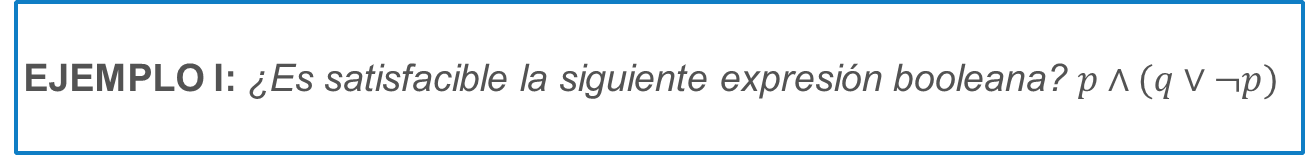 EJEMPLO I: ¿Es satisfacible la siguiente expresión booleana? 𝑝 ∧ (𝑞 ∨ ¬𝑝)